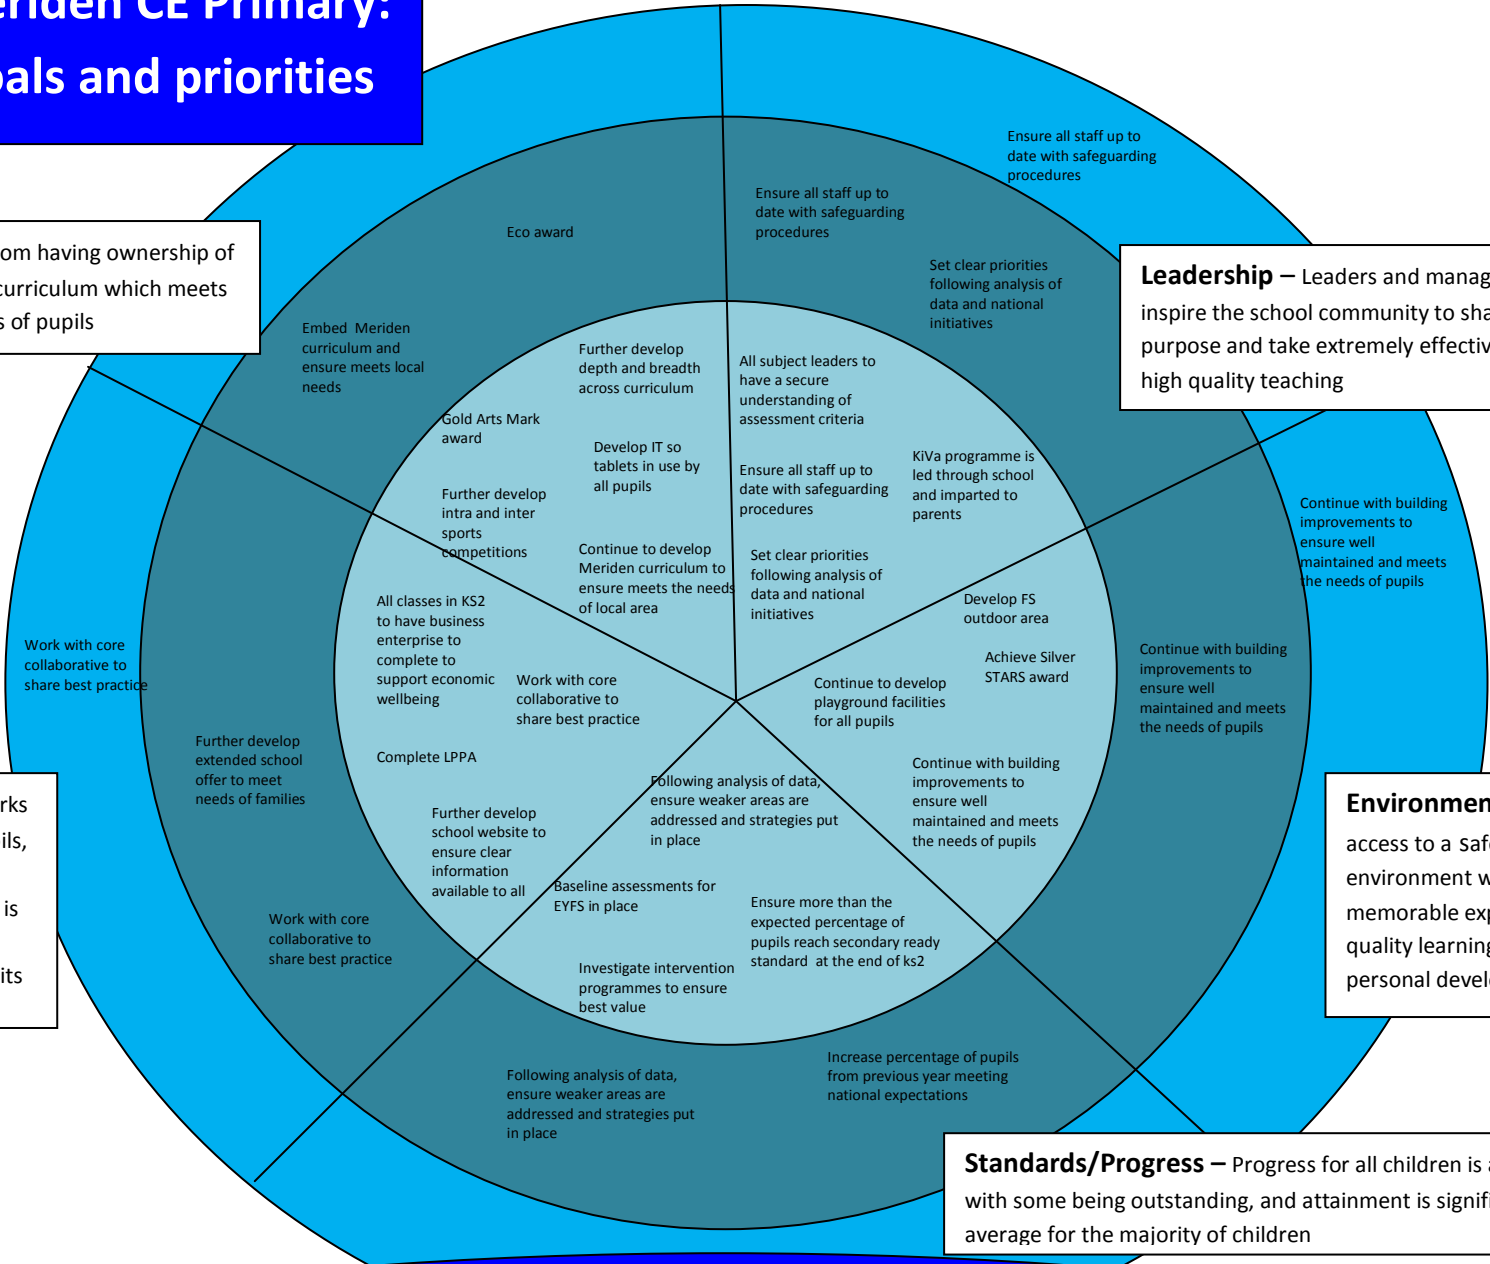 eriden CE Primary:
oals and priorities
om having ownership of
curriculum which meets
s of pupils
Eco award
Embed Meriden
curriculum and
ensure meets local
needs
Further develop
depth and breadth
across curriculum
Gold Arts Mark
award
Develop IT so
tablets in use by
all pupils
Further develop
intra and inter
sports
competitions
Continue to develop
Meriden curriculum to
ensure meets the needs
of local area
Ensure all staff up to
date with safeguarding
procedures
Ensure all staff up to
date with safeguarding
procedures
Set clear priorities
following analysis of
data and national
initiatives
All subject leaders to
have a secure
understanding of
assessment criteria
KiVa programme is
led through school
and imparted to
parents
Ensure all staff up to
date with safeguarding
procedures
Set clear priorities
following analysis of
data and national
initiatives
Leadership – Leaders and manag
inspire the school community to sha
purpose and take extremely effectiv
high quality teaching
Continue with building
improvements to
ensure well
maintained and meets
the needs of pupils
Continue with building
improvements to
ensure well
maintained and meets
the needs of pupils
Develop FS
outdoor area
Achieve Silver
STARS award
Continue to develop
playground facilities
for all pupils
Continue with building
improvements to
ensure well
maintained and meets
the needs of pupils
Environmen
access to a safe
environment w
memorable exp
quality learning
personal develo
All classes in KS2
to have business
enterprise to
complete to
support economic
wellbeing
Work with core
collaborative to
share best practice
Complete LPPA
Further develop
school website to
ensure clear
information
available to all
Work with core
collaborative to
share best practice
Further develop
extended school
offer to meet
needs of families
Work with core
collaborative to
share best practice
rks
ils,
is
its
Following analysis of data,
ensure weaker areas are
addressed and strategies put
in place
Baseline assessments for
EYFS in place
Ensure more than the
expected percentage of
pupils reach secondary ready
standard at the end of ks2
Investigate intervention
programmes to ensure
best value
Following analysis of data,
ensure weaker areas are
addressed and strategies put
in place
Increase percentage of pupils
from previous year meeting
national expectations
Standards/Progress – Progress for all children is a
with some being outstanding, and attainment is signifi
average for the majority of children